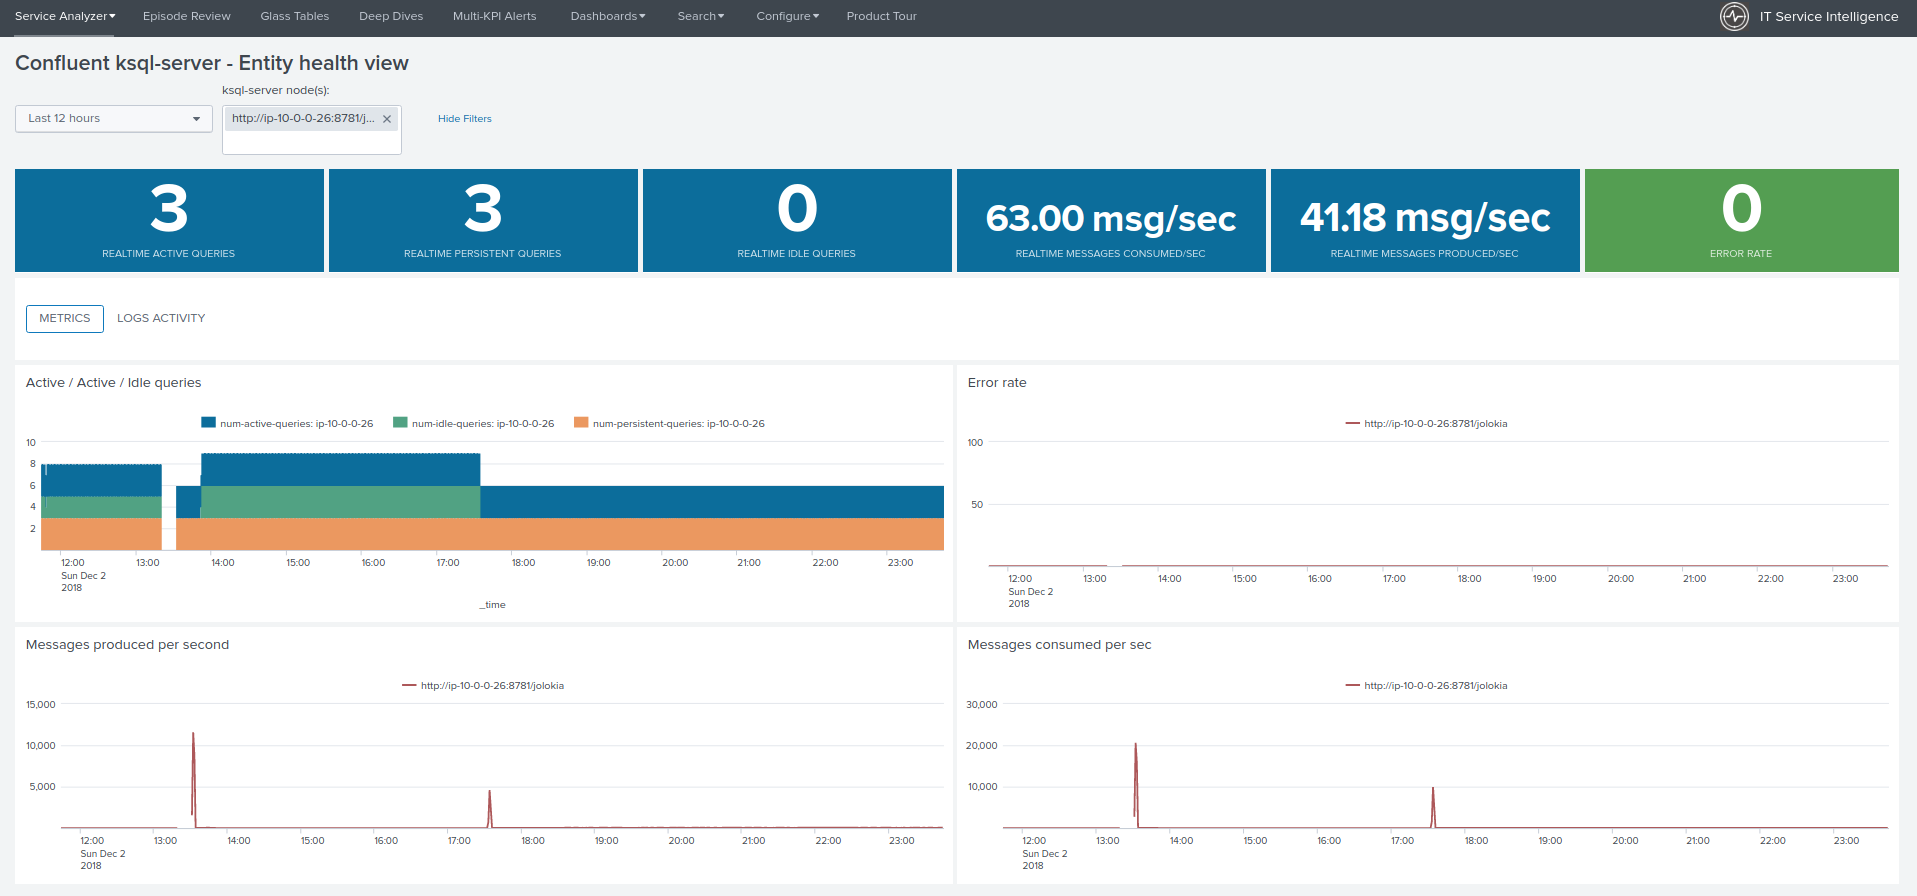 Service Analyzer Episode Review Glass Tables Deep Dives Multi-KPI Alerts Dashboards Search Configure Product Tour IT Service Intelligence
Confluent ksql-server - Entity health view
ksql-server node(s):
Last 12 hours http://ip-10-0-0-26:8781/j... Hide Filters
3 3 0 63.00 msg/sec 41.18 msg/sec 0
REALTIME ACTIVE QUERIES REALTIME PERSISTENT QUERIES REALTIME IDLE QUERIES REALTIME MESSAGES CONSUMED/SEC REALTIME MESSAGES PRODUCED/SEC ERROR RATE
METRICS LOGS ACTIVITY
Active / Active / Idle queries
num-active-queries: ip-10-0-0-26 num-idle-queries: ip-10-0-0-26 num-persistent-queries: ip-10-0-0-26
10
8
6
4
2
12:00 13:00 14:00 15:00 16:00 17:00 18:00 19:00 20:00 21:00 22:00 23:00
Sun Dec 2
2018
_time
Error rate
http://ip-10-0-0-26:8781/jolokia
100
50
12:00 13:00 14:00 15:00 16:00 17:00 18:00 19:00 20:00 21:00 22:00 23:00
Sun Dec 2
2018
Messages produced per second
http://ip-10-0-0-26:8781/jolokia
15,000
10,000
5,000
12:00 13:00 14:00 15:00 16:00 17:00 18:00 19:00 20:00 21:00 22:00 23:00
Sun Dec 2
2018
Messages consumed per sec
http://ip-10-0-0-26:8781/jolokia
30,000
20,000
10,000
12:00 13:00 14:00 15:00 16:00 17:00 18:00 19:00 20:00 21:00 22:00 23:00
Sun Dec 2
2018